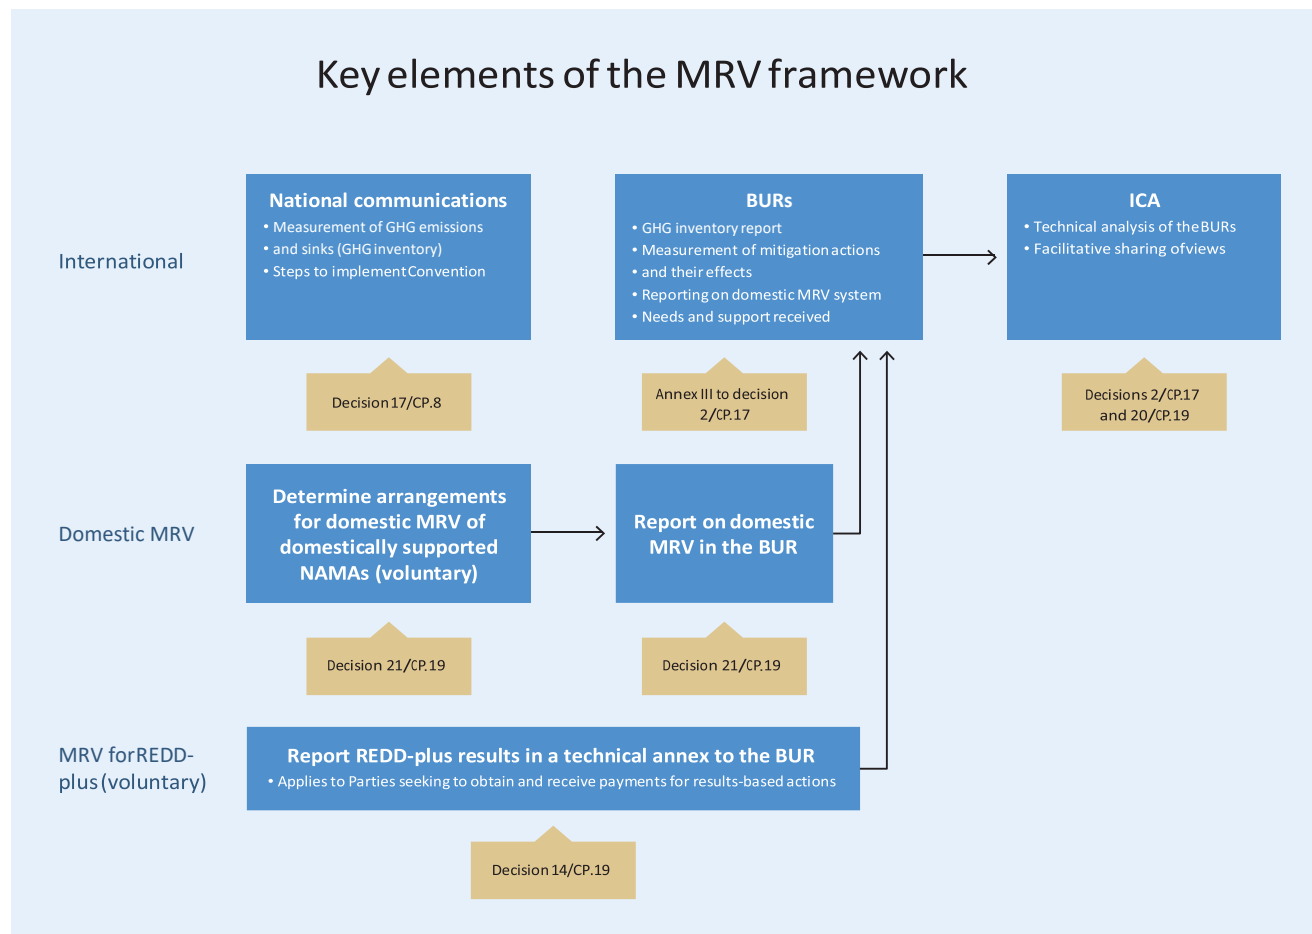 Key elements of the MRV framework
International
National communications
• Measurement of GHG emissions
• and sinks (GHG inventory)
• Steps to implement Convention
BURs
• GHG inventory report
• Measurement of mitigation actions
• and their effects
• Reporting on domestic MRV system
• Needs and support received
ICA
• Technical analysis of the BURs
• Facilitative sharing of views
Decision 17/CP.8
Annex III to decision
2/CP.17
Decisions 2/CP.17
and 20/CP.19
Domestic MRV
Determine arrangements
for domestic MRV of
domestically supported
NAMAs (voluntary)
Report on domestic
MRV in the BUR
Decision 21/CP.19
Decision 21/CP.19
MRV for REDD-
plus (voluntary)
Report REDD-plus results in a technical annex to the BUR
• Applies to Parties seeking to obtain and receive payments for results-based actions
Decision 14/CP.19